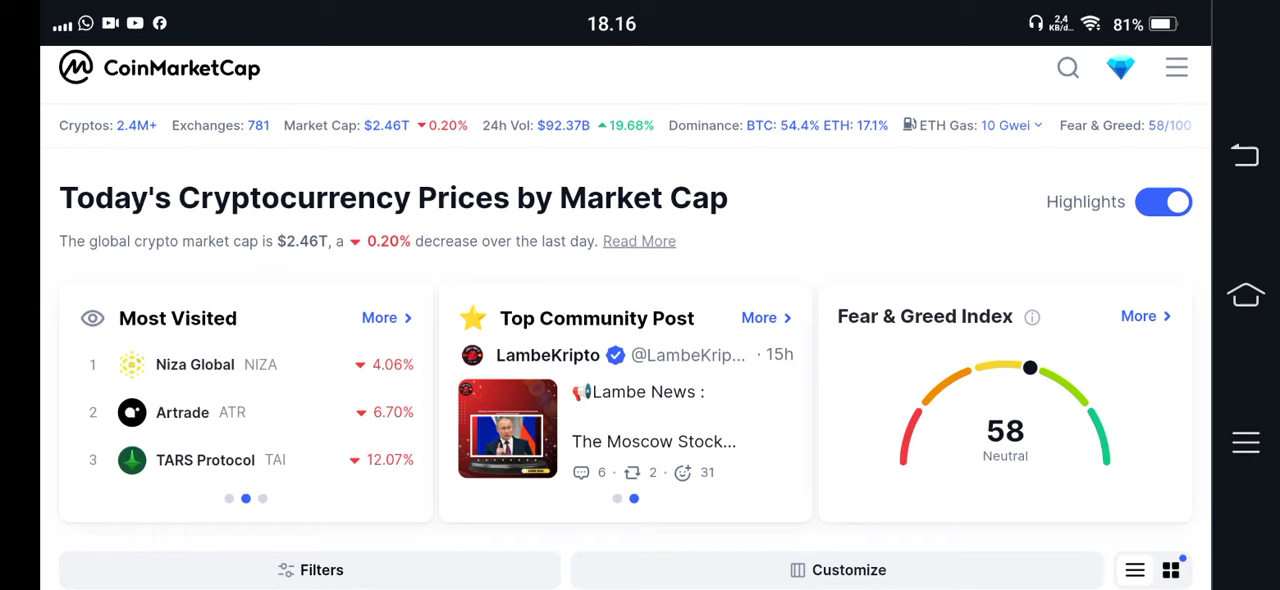 18.16
2,4
KB/d...
81%
CoinMarketCap
Cryptos: 2.4M+ Exchanges: 781 Market Cap: $2.46T 0.20% 24h Vol: $92.37B 19.68% Dominance: BTC: 54.4% ETH: 17.1% ETH Gas: 10 Gwei Fear & Greed: 58/100
Today's Cryptocurrency Prices by Market Cap
Highlights
The global crypto market cap is $2.46T, a 0.20% decrease over the last day. Read More
Most Visited
More >
1 Niza Global NIZA 4.06%
2 Artrade ATR 6.70%
3 TARS Protocol TAI 12.07%
Top Community Post
More >
LambeKripto @LambeKrip... · 15h
Lambe News :
The Moscow Stock...
6 · 2 · 31
Fear & Greed Index
More >
58
Neutral
Filters
Customize